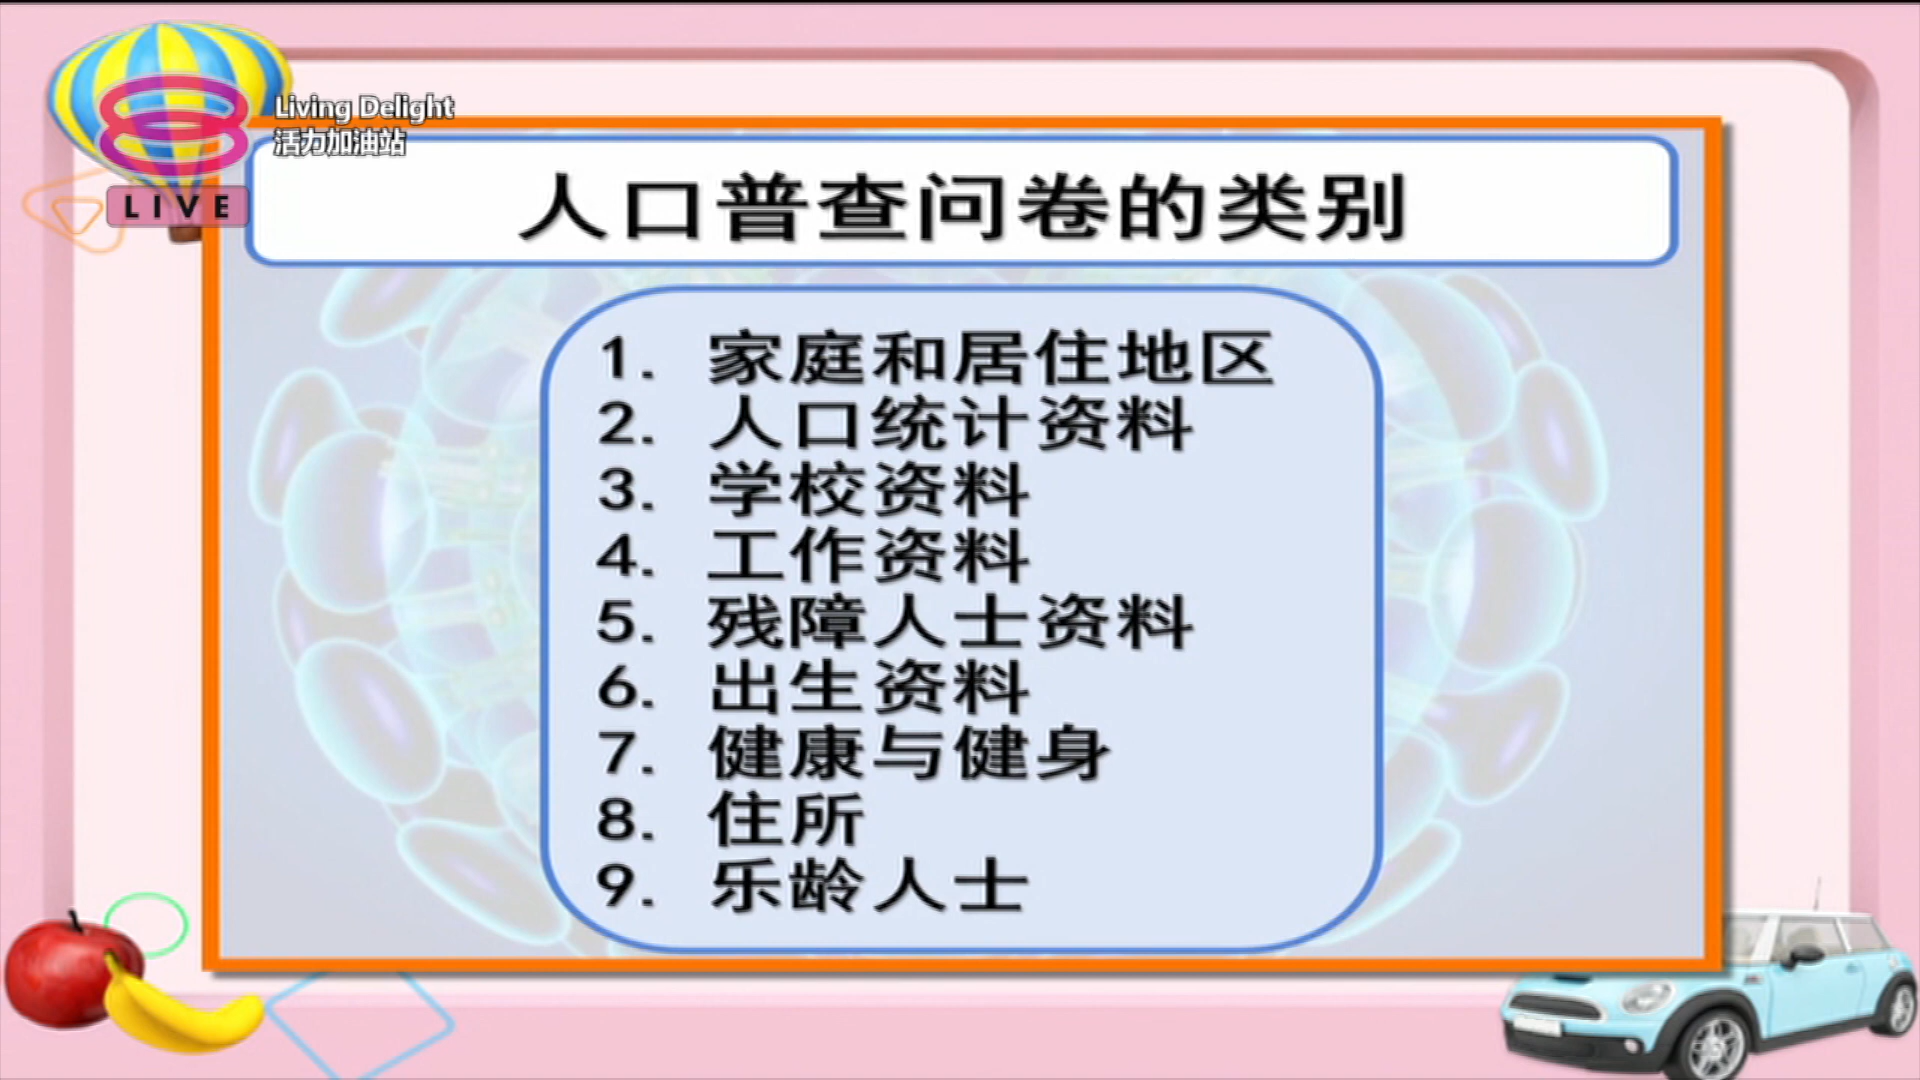 Living Delight
活力加油站
LIVE
人口普查问卷的类别
1. 家庭和居住地区
2. 人口统计资料
3. 学校资料
4. 工作资料
5. 残障人士资料
6. 出生资料
7. 健康与健身
8. 住所
9. 乐龄人士